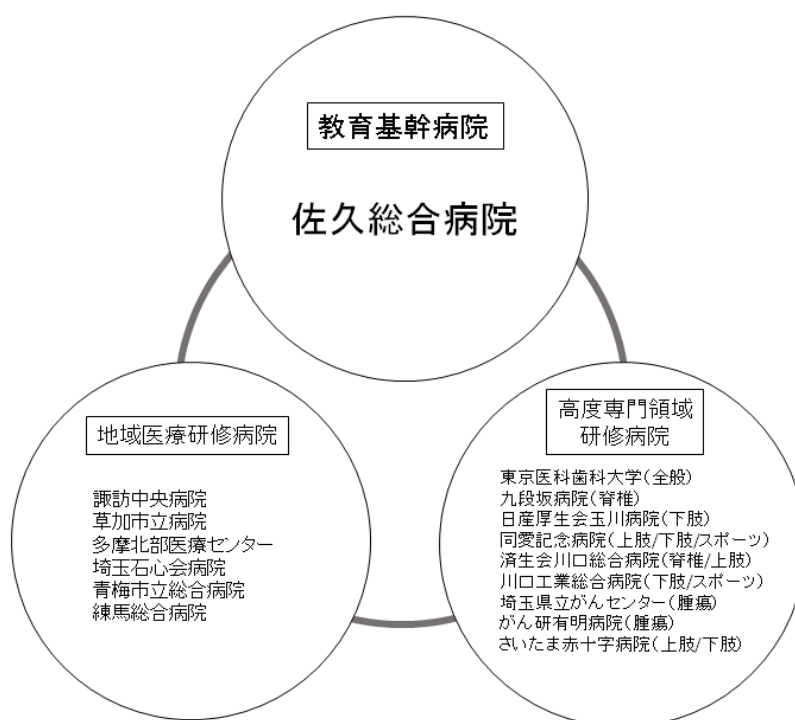 教育基幹病院
佐久総合病院
地域医療研修病院
諏訪中央病院
草加市立病院
多摩北部医療センター
埼玉石心会病院
青梅市立総合病院
練馬総合病院
高度専門領域
研修病院
東京医科歯科大学(全般)
九段坂病院(脊椎)
日産厚生会玉川病院(下肢)
同愛記念病院(上肢/下肢/スポーツ)
済生会川口総合病院(脊椎/上肢)
川口工業総合病院(下肢/スポーツ)
埼玉県立がんセンター(腫瘍)
がん研有明病院(腫瘍)
さいたま赤十字病院(上肢/下肢)